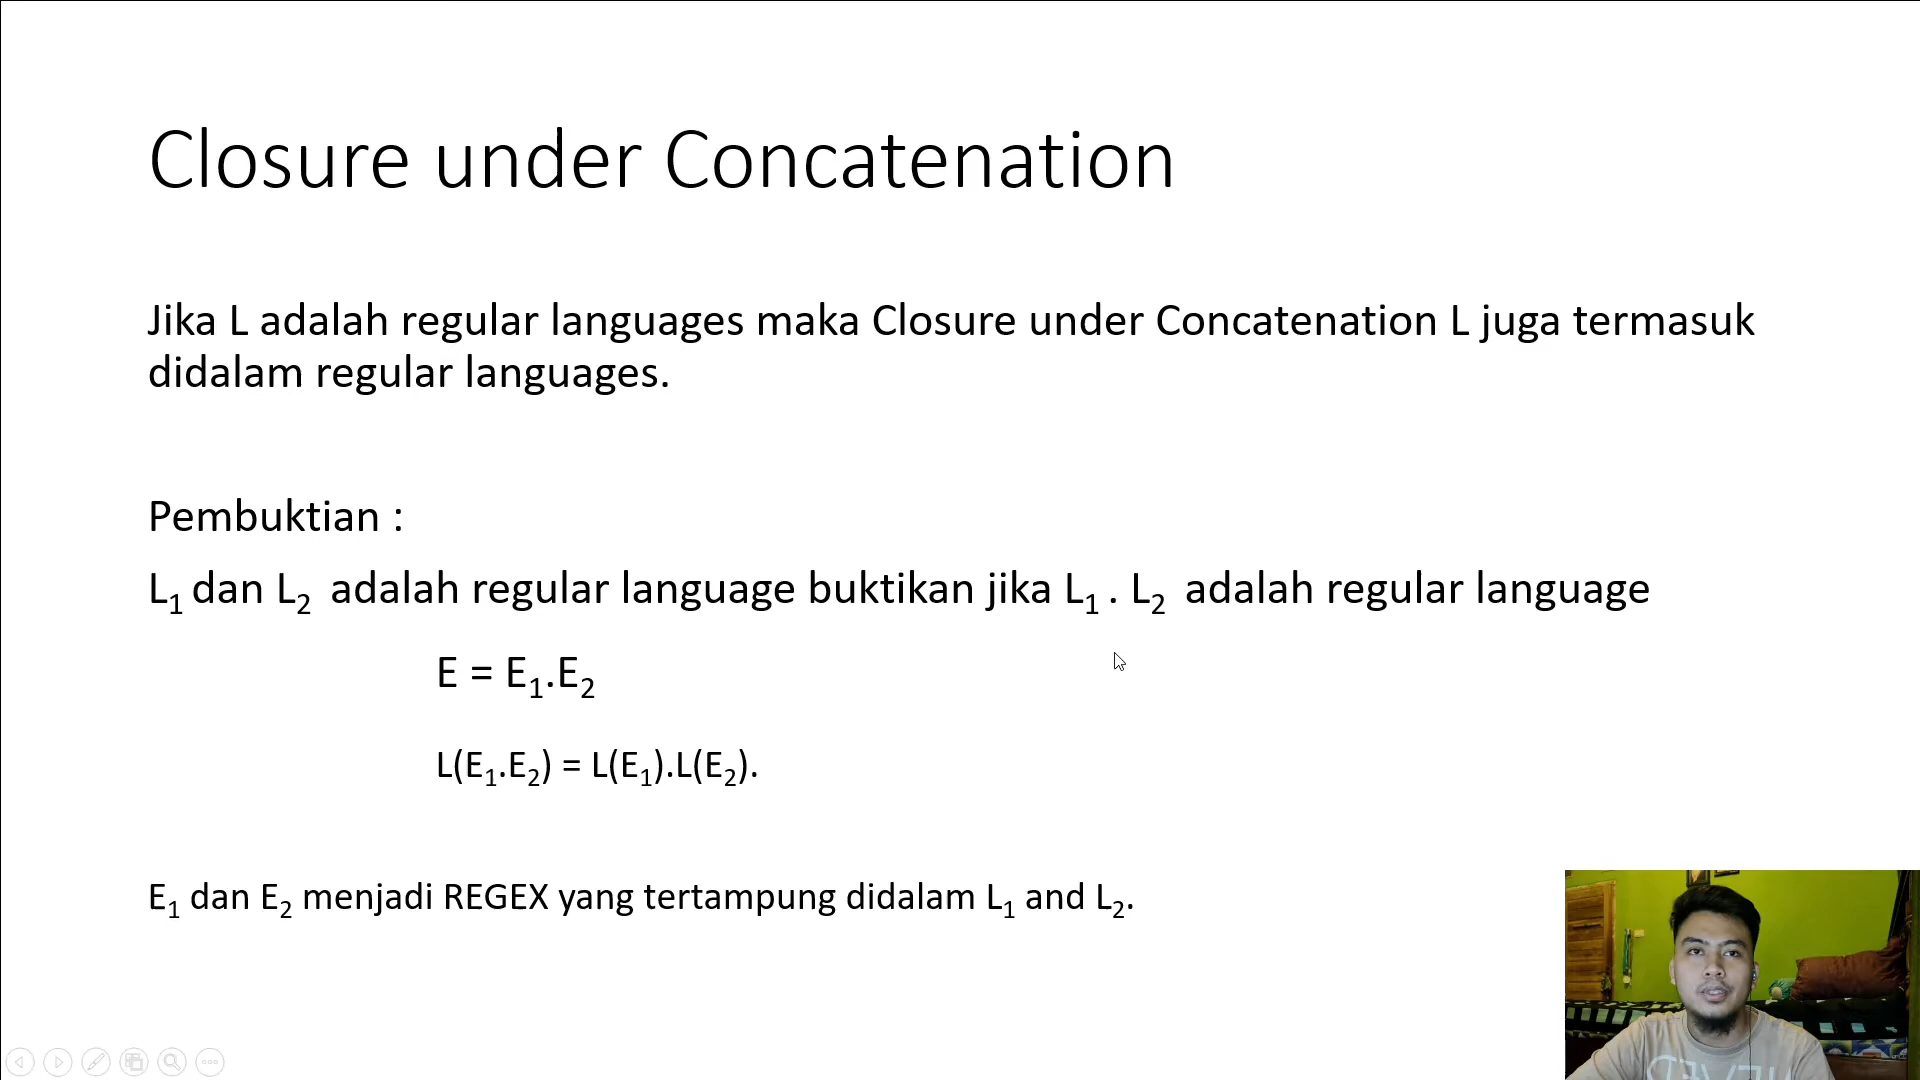 Closure under Concatenation
Jika L adalah regular languages maka Closure under Concatenation L juga termasuk
didalam regular languages.
Pembuktian :
L₁ dan L₂ adalah regular language buktikan jika L₁ . L₂ adalah regular language
E = E₁.E₂
L(E₁.E₂) = L(E₁).L(E₂).
E₁ dan E₂ menjadi REGEX yang tertampung didalam L₁ and L₂.